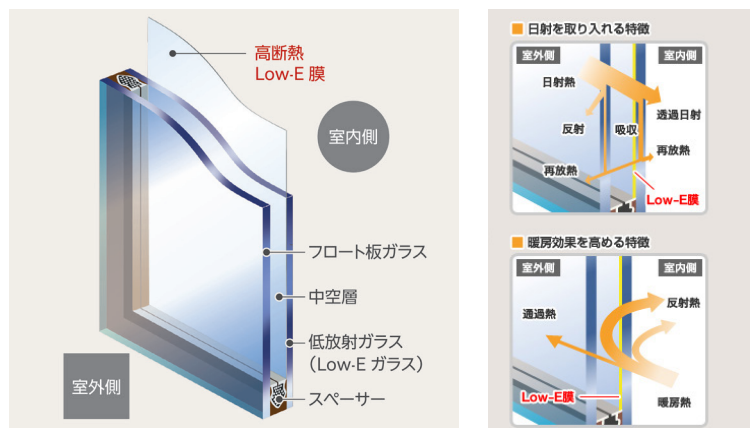 高断熱
Low-E 膜
室内側
フロート板ガラス
中空層
低放射ガラス
（Low-E ガラス）
スペーサー
室外側
■ 日射を取り入れる特徴
室外側
室内側
日射熱
透過日射
反射
吸収
再放熱
再放熱
Low-E膜
■ 暖房効果を高める特徴
室外側
室内側
反射熱
透過熱
Low-E膜
暖房熱